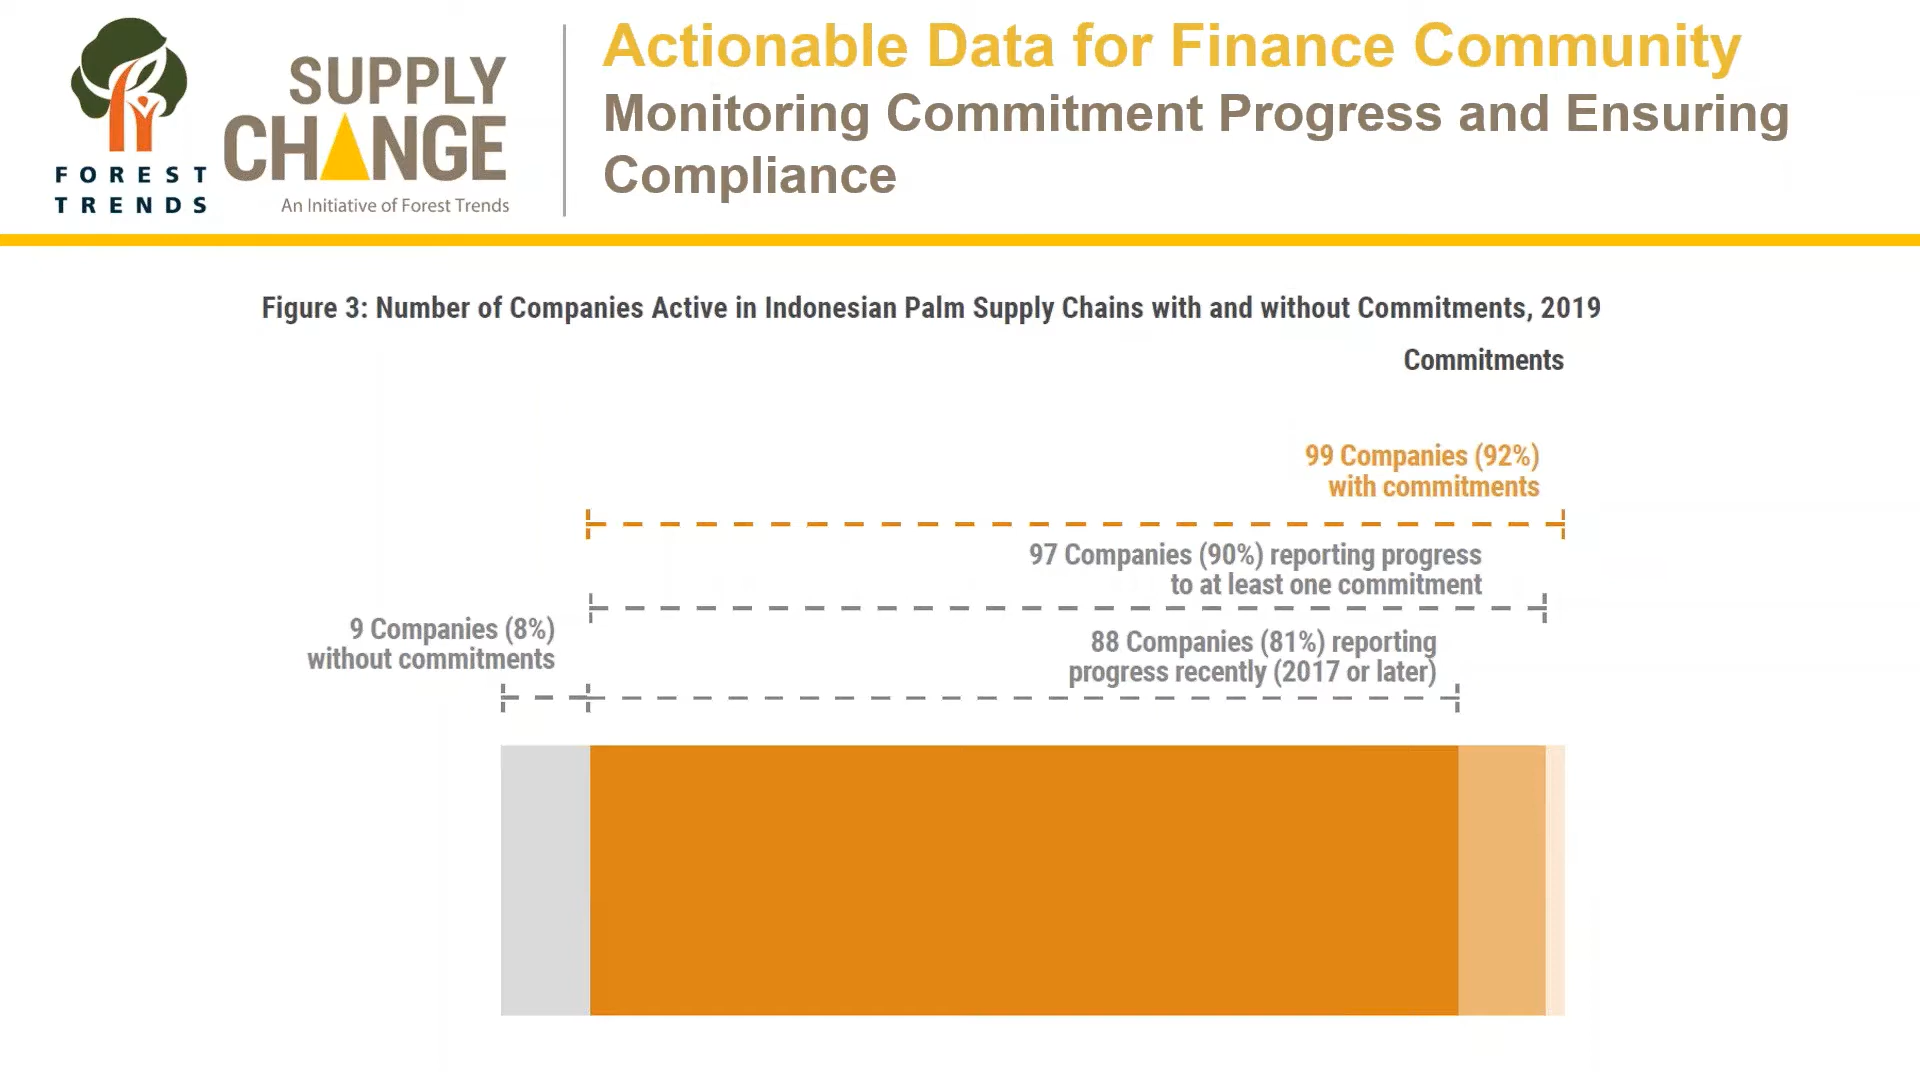 FOREST
TRENDS
SUPPLY
CHANGE
An Initiative of Forest Trends
Actionable Data for Finance Community
Monitoring Commitment Progress and Ensuring
Compliance
Figure 3: Number of Companies Active in Indonesian Palm Supply Chains with and without Commitments, 2019
Commitments
99 Companies (92%)
with commitments
97 Companies (90%) reporting progress
to at least one commitment
9 Companies (8%)
without commitments
88 Companies (81%) reporting
progress recently (2017 or later)